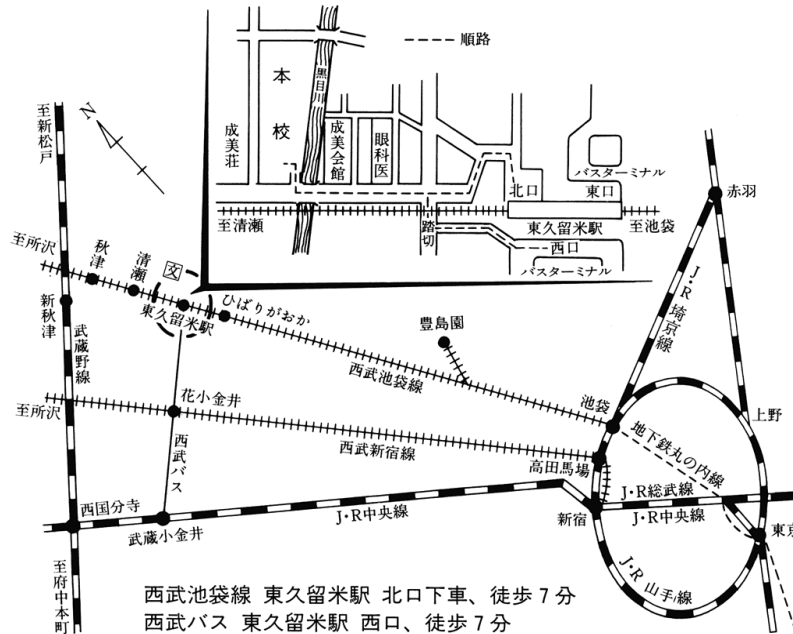 順路
本校
黒目川
成美荘
成美会館
眼科医
バスターミナル
北口
東口
至清瀬
踏切
東久留米駅
至池袋
西口
バスターミナル
至新松戸
N
赤羽
至所沢
秋津
清瀬
文
東久留米駅
ひばりがおか
新秋津
武蔵野線
豊島園
J・R埼京線
西武池袋線
池袋
上野
至所沢
花小金井
西武新宿線
高田馬場
地下鉄丸の内線
西武バス
J・R総武線
西国分寺
武蔵小金井
J・R中央線
新宿
J・R中央線
東京
至府中本町
J・R山手線
西武池袋線 東久留米駅 北口下車、徒歩7分
西武バス 東久留米駅 西口、徒歩7分